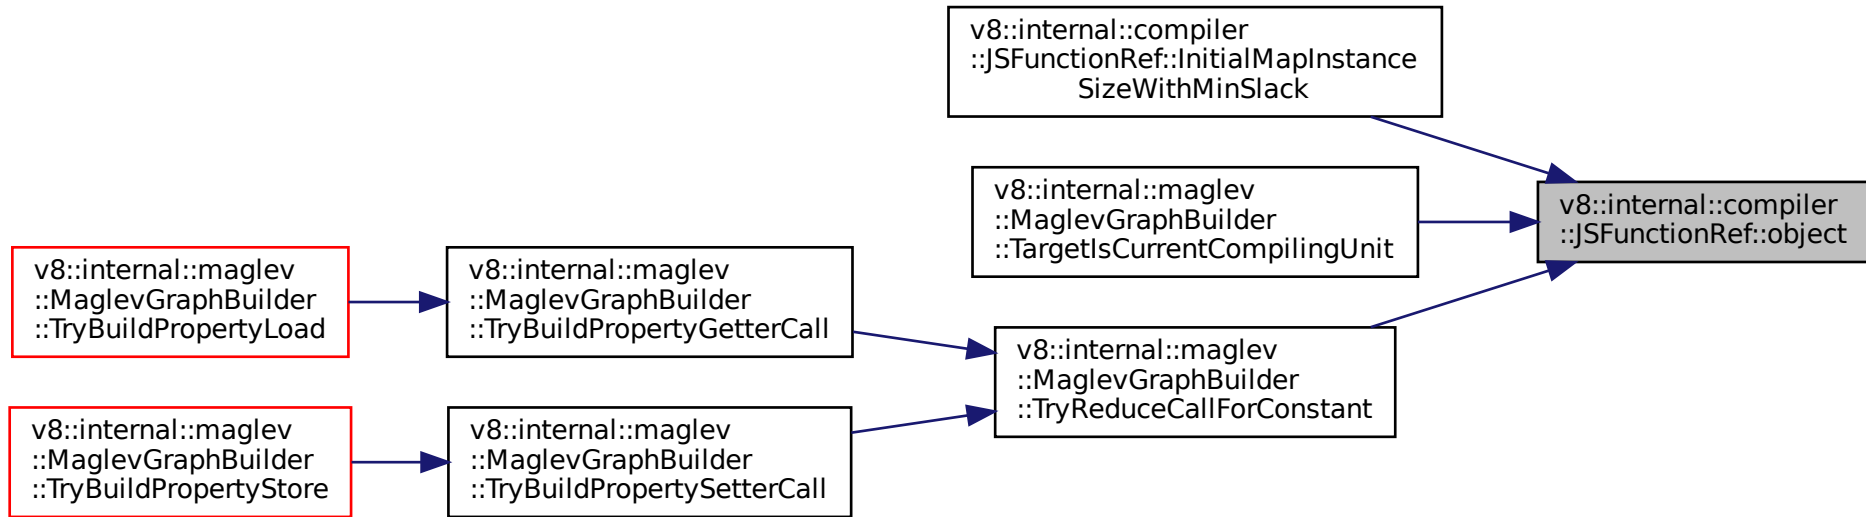 v8::internal::compiler
::JSFunctionRef::InitialMapInstance
SizeWithMinSlack
v8::internal::maglev
::MaglevGraphBuilder
::TargetIsCurrentCompilingUnit
v8::internal::compiler
::JSFunctionRef::object
v8::internal::maglev
::MaglevGraphBuilder
::TryBuildPropertyLoad
v8::internal::maglev
::MaglevGraphBuilder
::TryBuildPropertyGetterCall
v8::internal::maglev
::MaglevGraphBuilder
::TryReduceCallForConstant
v8::internal::maglev
::MaglevGraphBuilder
::TryBuildPropertyStore
v8::internal::maglev
::MaglevGraphBuilder
::TryBuildPropertySetterCall